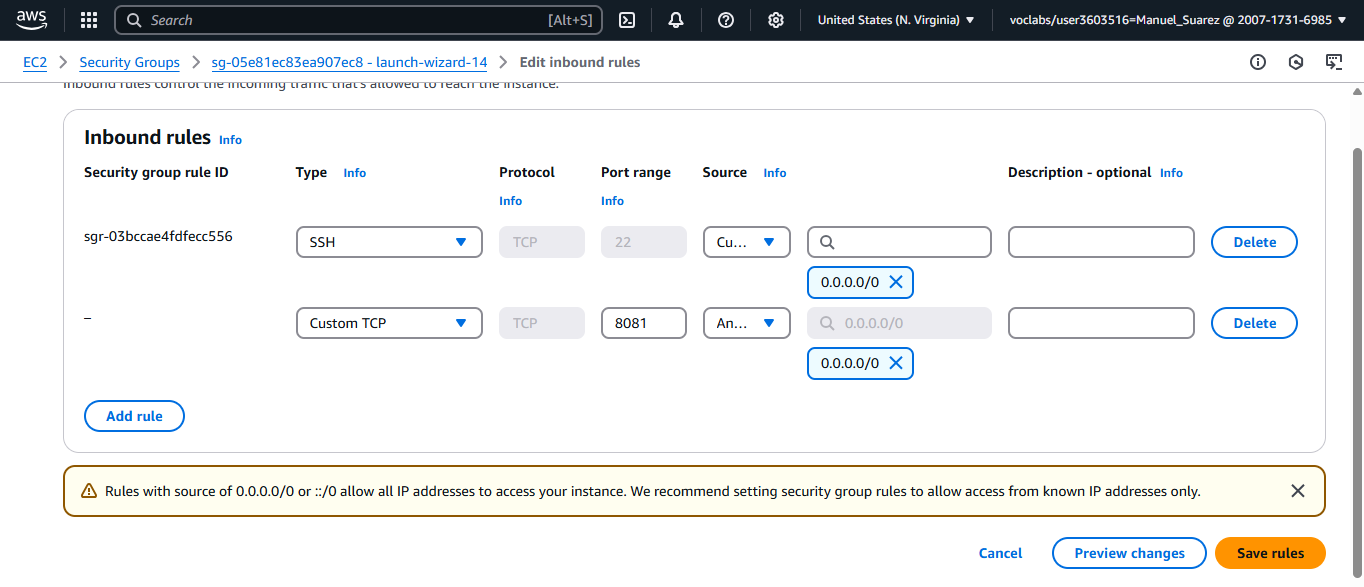 aws Search [Alt+S] United States (N. Virginia) voclabs/user3603516=Manuel_Suarez @ 2007-1731-6985
EC2 Security Groups sg-05e81ec83ea907ec8 - launch-wizard-14 Edit inbound rules
Inbound rules control the incoming traffic that's allowed to reach the instance.
Inbound rules Info
Security group rule ID Type Info Protocol Port range Source Info Description - optional Info
Info Info
sgr-03bccae4fdfecc556 SSH TCP 22 Cu... Delete
0.0.0.0/0
– Custom TCP TCP 8081 An... 0.0.0.0/0 Delete
0.0.0.0/0
Add rule
Rules with source of 0.0.0.0/0 or ::/0 allow all IP addresses to access your instance. We recommend setting security group rules to allow access from known IP addresses only.
Cancel Preview changes Save rules